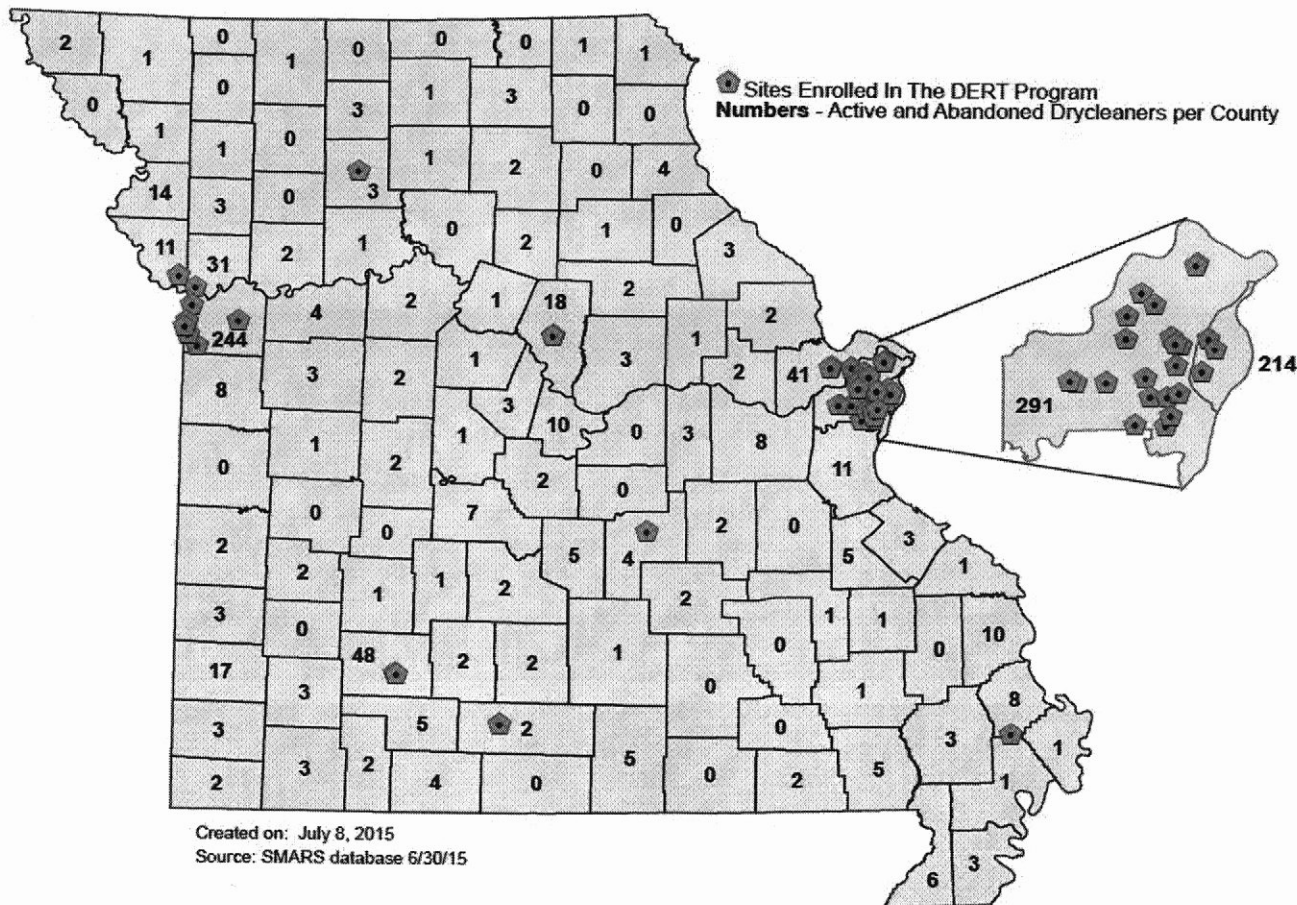 2 1 0 1 0 0 0 1 1
Sites Enrolled In The DERT Program
Numbers - Active and Abandoned Drycleaners per County
0 0 3 1 3 0 0
1 1 0 3 1 2 0 4
14 3 0 0 2 1 0 3
11 31 2 1
244 4 2 1 18 2 2
8 3 2 1 3 1 2 41
291 214
0 1 2 1 3 10 0 3 8 11
2 0 0 7 2 0 2 0 5 3 1
3 2 1 1 2 5 4 2
17 0 48 2 2 1 0 0 1 1 0 10
3 3 5 2 5 0 1 3 8 1
2 3 2 4 0 0 2 5 1
6 3
Created on: July 8, 2015
Source: SMARS database 6/30/15